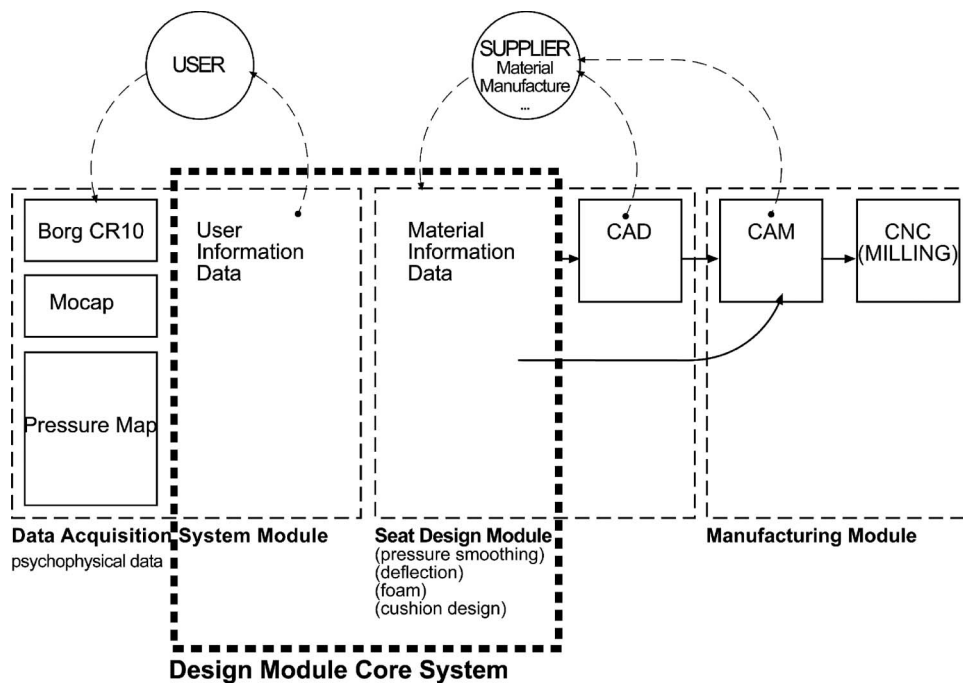 USER
SUPPLIER
Material
Manufacture
...
Borg CR10
Mocap
Pressure Map
User
Information
Data
Material
Information
Data
CAD
CAM
CNC
(MILLING)
Data Acquisition System Module
psychophysical data
Seat Design Module
(pressure smoothing)
(deflection)
(foam)
(cushion design)
Manufacturing Module
Design Module Core System